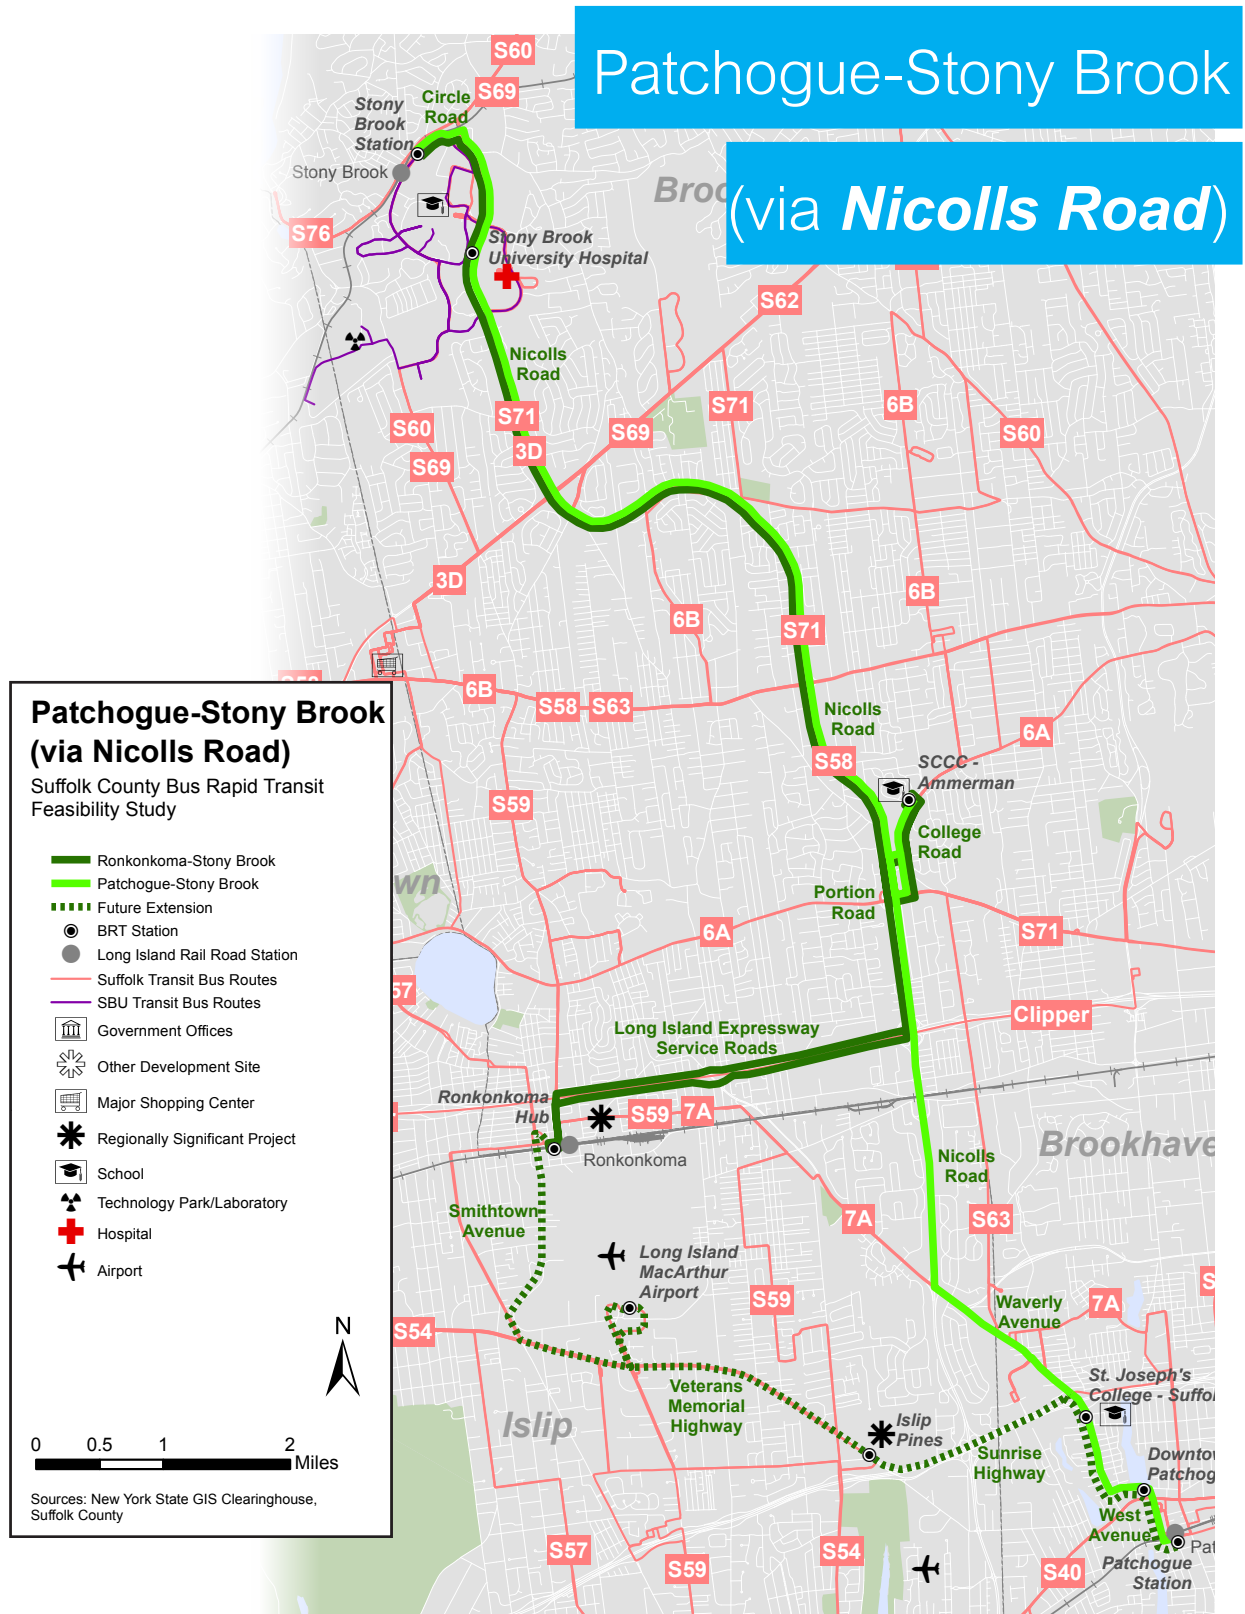 Patchogue-Stony Brook
(via Nicolls Road)
S60
S69
Circle
Road
Stony
Brook
Station
Stony Brook
S76
Stony Brook
University Hospital
S62
Nicolls
Road
S71
S71
6B
S60
S69
S60
3D
S69
3D
6B
6B
S71
6B
S58
S63
Nicolls
Road
6A
S58
SCCC -
Ammerman
S59
College
Road
Portion
Road
6A
S71
57
Clipper
Long Island Expressway
Service Roads
Ronkonkoma
Hub
S59
7A
Ronkonkoma
Nicolls
Road
Smithtown
Avenue
7A
S63
Long Island
MacArthur
Airport
S59
Waverly
Avenue
7A
S54
St. Joseph's
Veterans
Memorial
Highway
Islip
Islip
Pines
Sunrise
Highway
West
Avenue
S57
S59
S54
S40
Patchogue
Station
Patchogue-Stony Brook
(via Nicolls Road)
Suffolk County Bus Rapid Transit
Feasibility Study
Ronkonkoma-Stony Brook
Patchogue-Stony Brook
Future Extension
BRT Station
Long Island Rail Road Station
Suffolk Transit Bus Routes
SBU Transit Bus Routes
Government Offices
Other Development Site
Major Shopping Center
Regionally Significant Project
School
Technology Park/Laboratory
Hospital
Airport
N
0 0.5 1 2
Miles
Sources: New York State GIS Clearinghouse,
Suffolk County